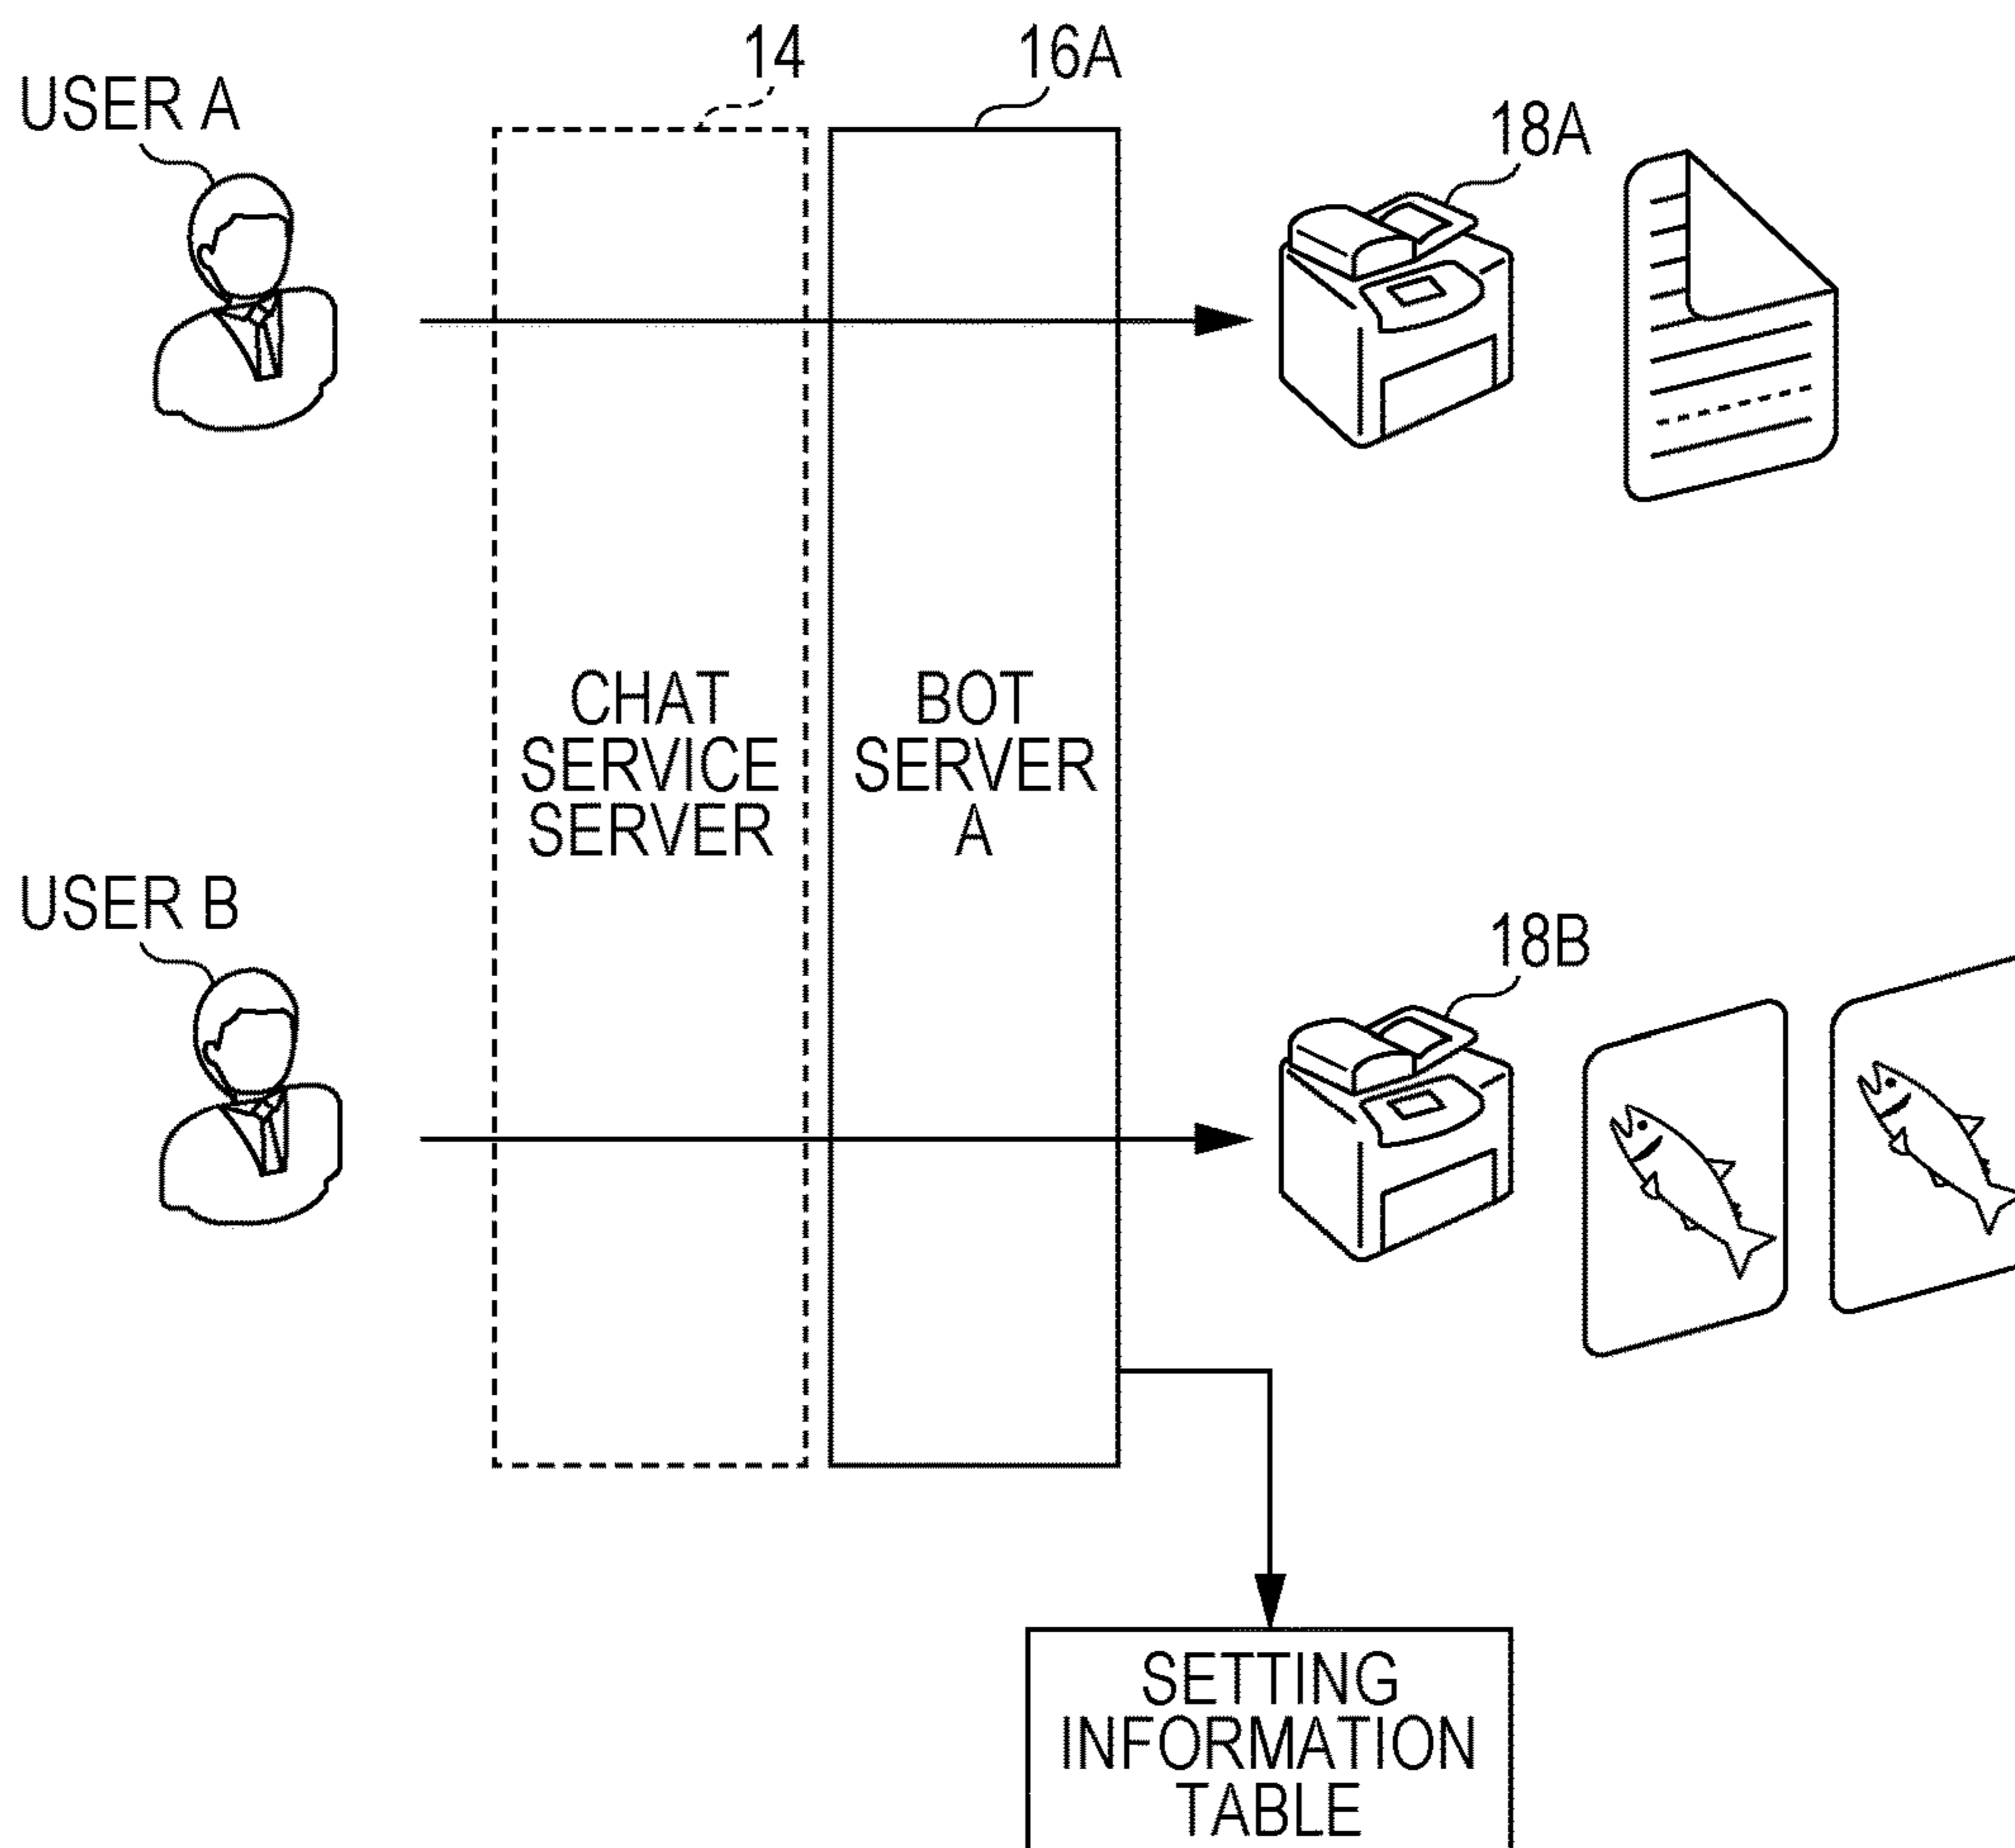 14
16A
USER A
18A
CHAT
SERVICE
SERVER
BOT
SERVER
A
USER B
18B
SETTING
INFORMATION
TABLE